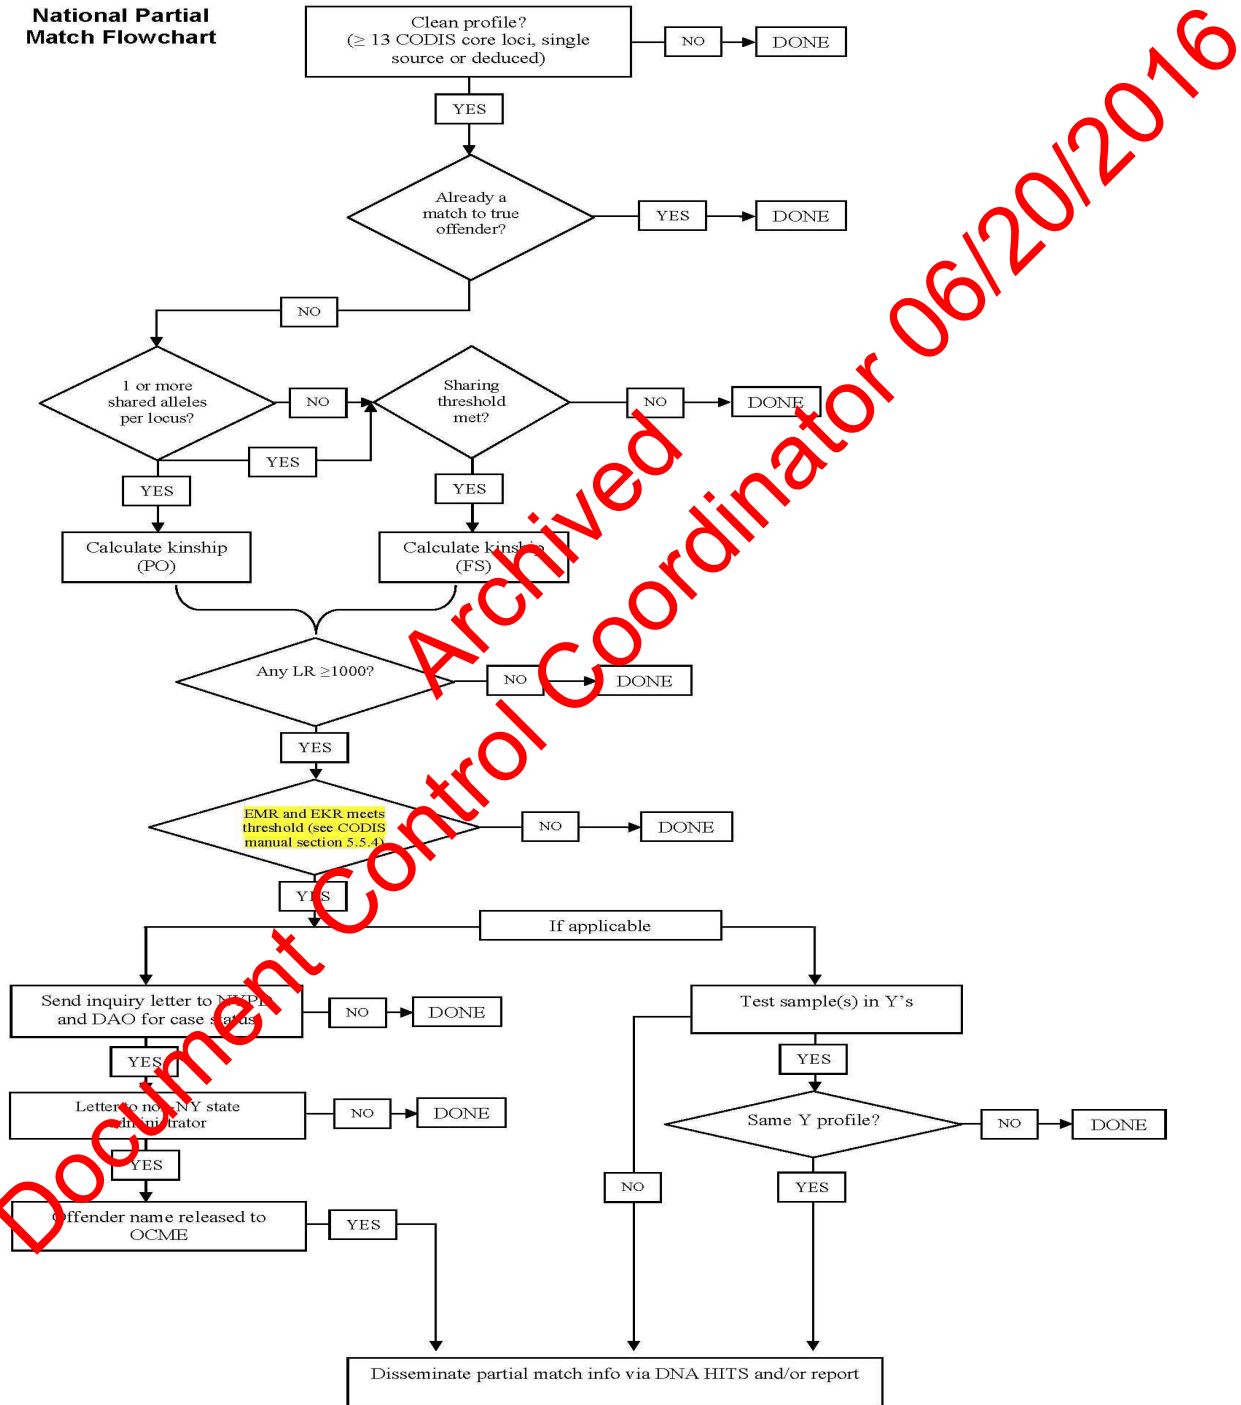 National Partial
Match Flowchart
Clean profile?
(≥ 13 CODIS core loci, single
source or deduced)
NO
DONE
YES
Already a
match to true
offender?
YES
DONE
NO
1 or more
shared alleles
per locus?
NO
Sharing
threshold
met?
NO
DONE
YES
YES
YES
Calculate kinship
(PO)
Calculate kinship
(FS)
Any LR ≥1000?
NO
DONE
YES
EMR and EKR meets
threshold (see CODIS
manual section 5.5.4)
NO
DONE
YES
If applicable
Send inquiry letter to NYPD
and DAO for case status
NO
DONE
Test sample(s) in Y's
YES
YES
Letter to non-NY state
administrator
NO
DONE
Same Y profile?
NO
DONE
YES
NO
YES
Offender name released to
OCME
YES
Disseminate partial match info via DNA HITS and/or report
Archived
Document Control Coordinator 06/20/2016